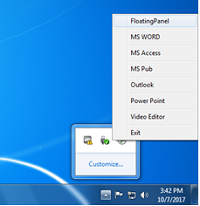 FloatingPanel
MS WORD
MS Access
MS Pub
Outlook
Power Point
Video Editor
Exit
Customize...
3:42 PM
10/7/2017